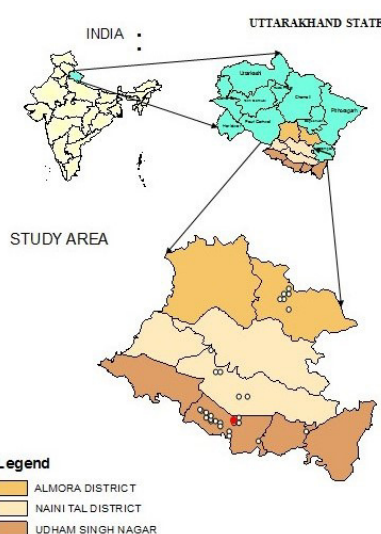 UTTARAKHAND STATE
INDIA
STUDY AREA
Legend
ALMORA DISTRICT
NAINI TAL DISTRICT
UDHAM SINGH NAGAR